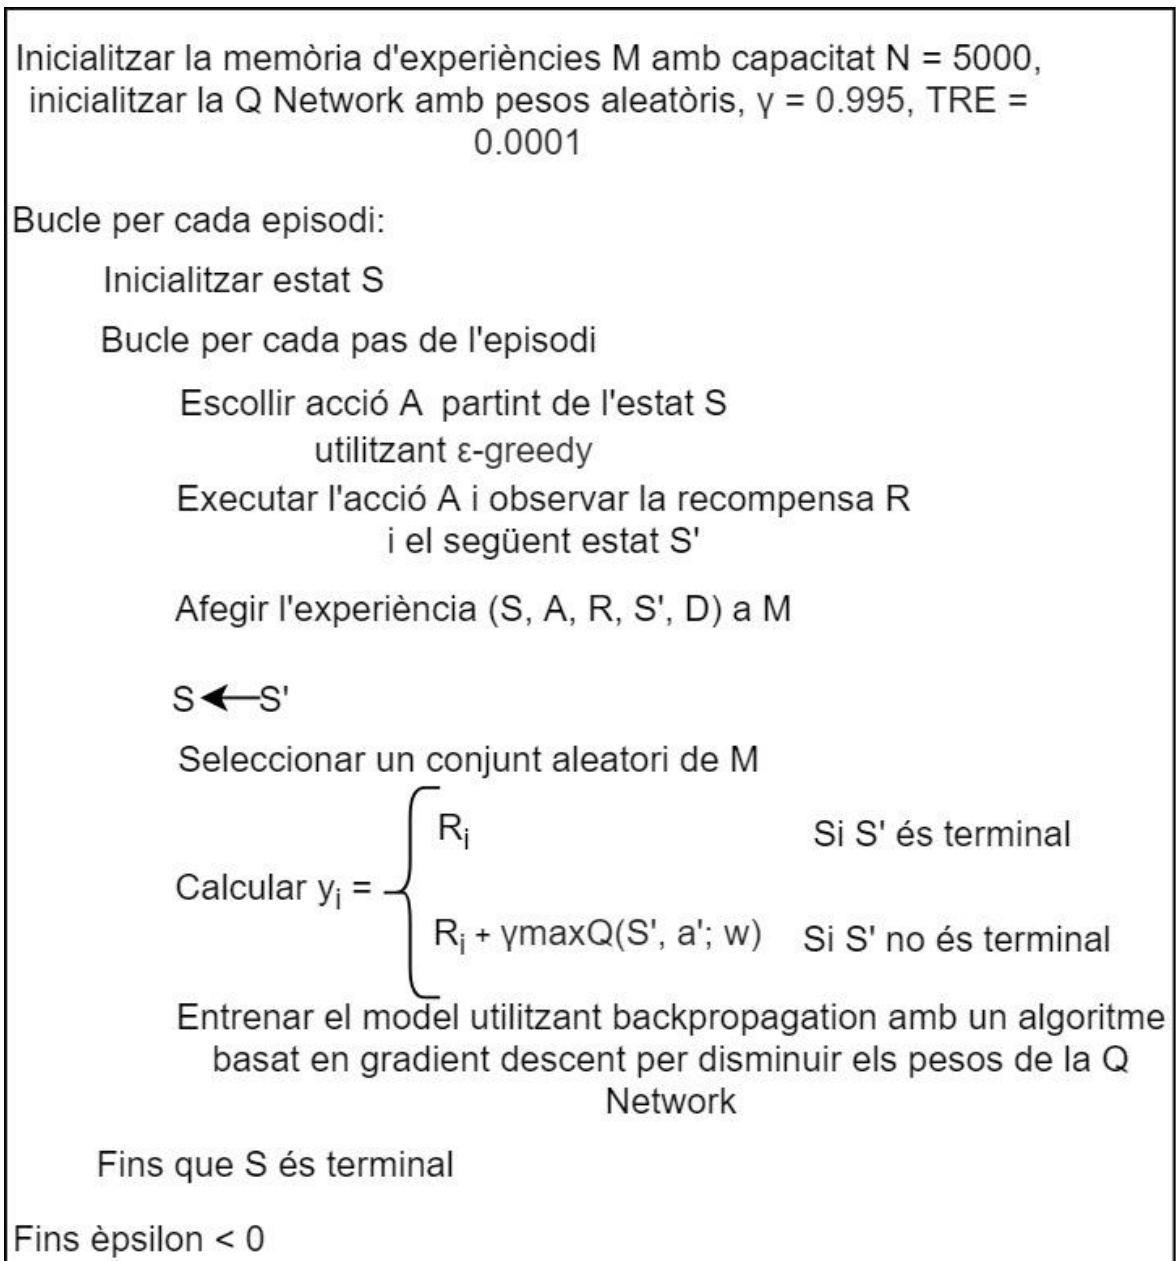 Inicialitzar la memòria d'experiències M amb capacitat N = 5000,
inicialitzar la Q Network amb pesos aleatòris, γ = 0.995, TRE =
0.0001
Bucle per cada episodi:
Inicialitzar estat S
Bucle per cada pas de l'episodi
Escollir acció A partint de l'estat S
utilitzant ε-greedy
Executar l'acció A i observar la recompensa R
i el següent estat S'
Afegir l'experiència (S, A, R, S', D) a M
S ← S'
Seleccionar un conjunt aleatori de M
R_i Si S' és terminal
Calcular y_i =
R_i + γmaxQ(S', a'; w) Si S' no és terminal
Entrenar el model utilitzant backpropagation amb un algoritme
basat en gradient descent per disminuir els pesos de la Q
Network
Fins que S és terminal
Fins èpsilon < 0